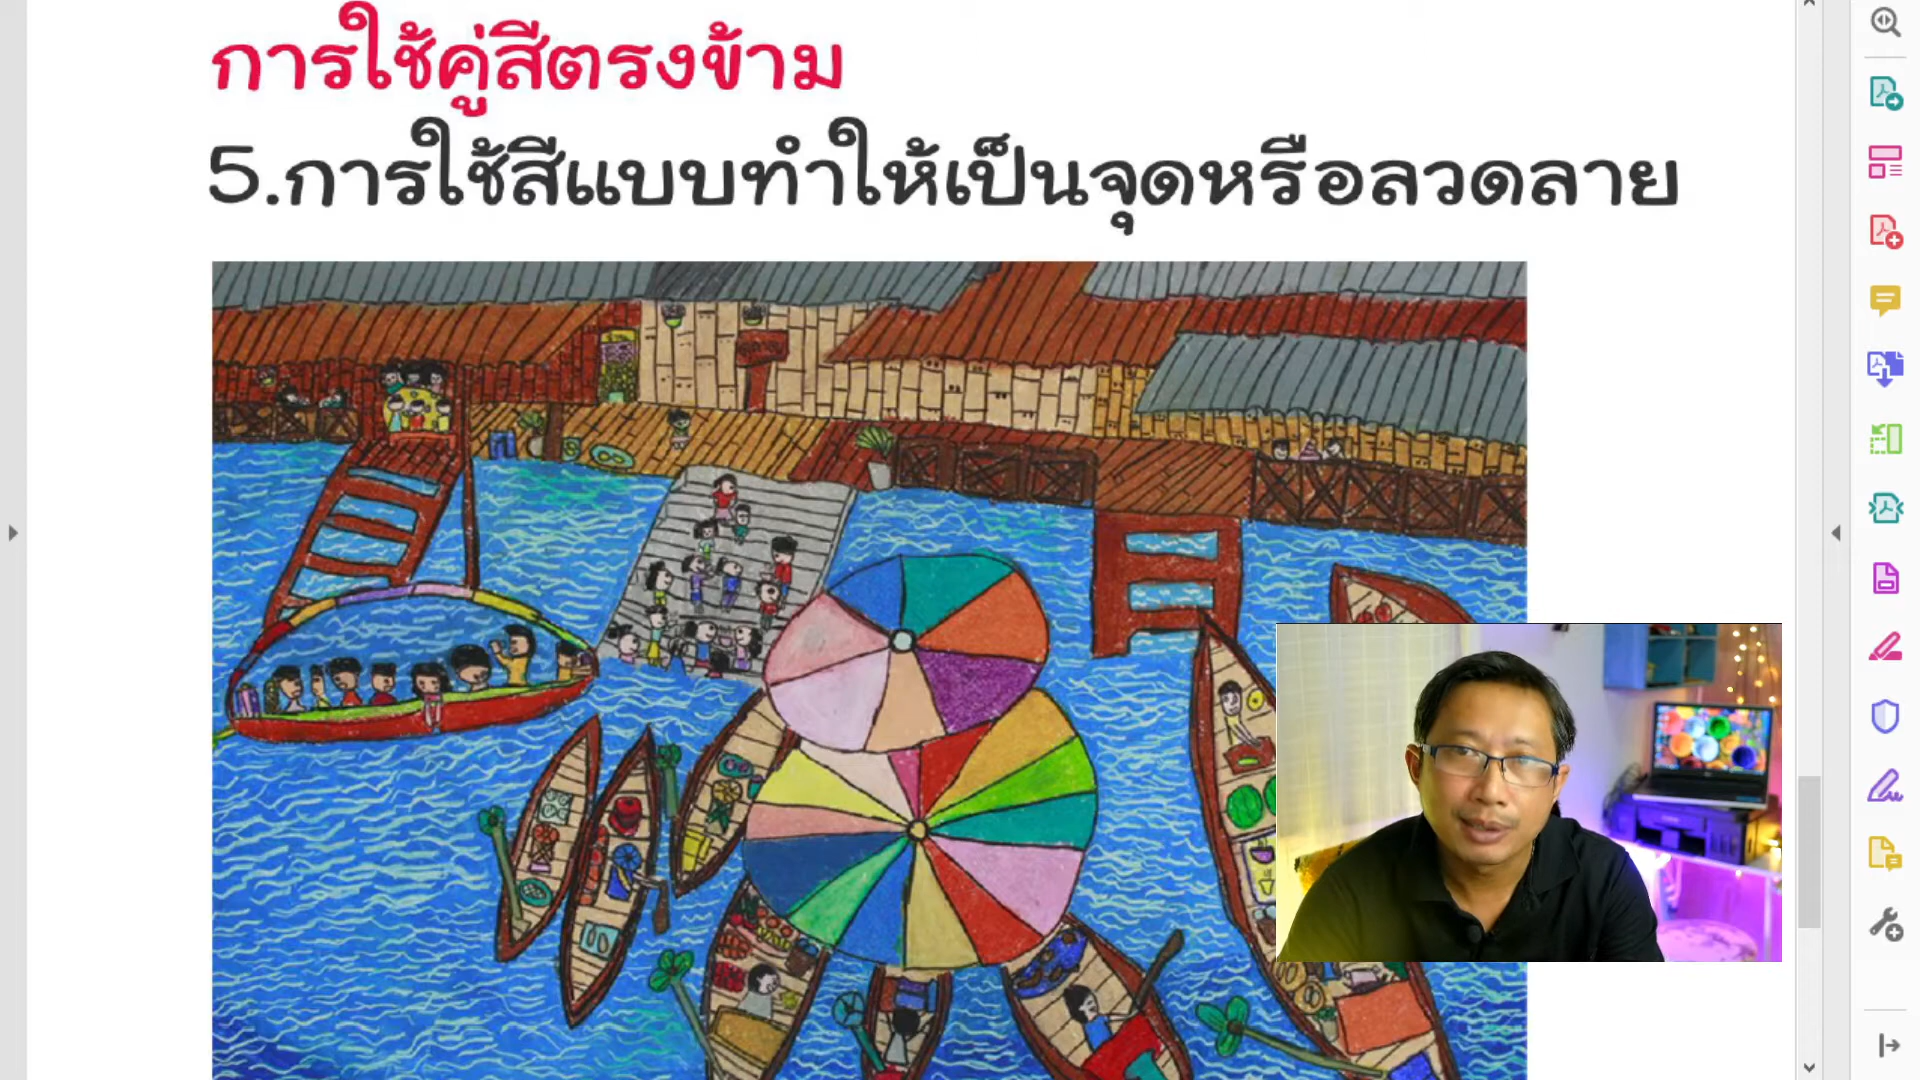 การใช้คู่สีตรงข้าม
5.การใช้สีแบบทำให้เป็นจุดหรือลวดลาย